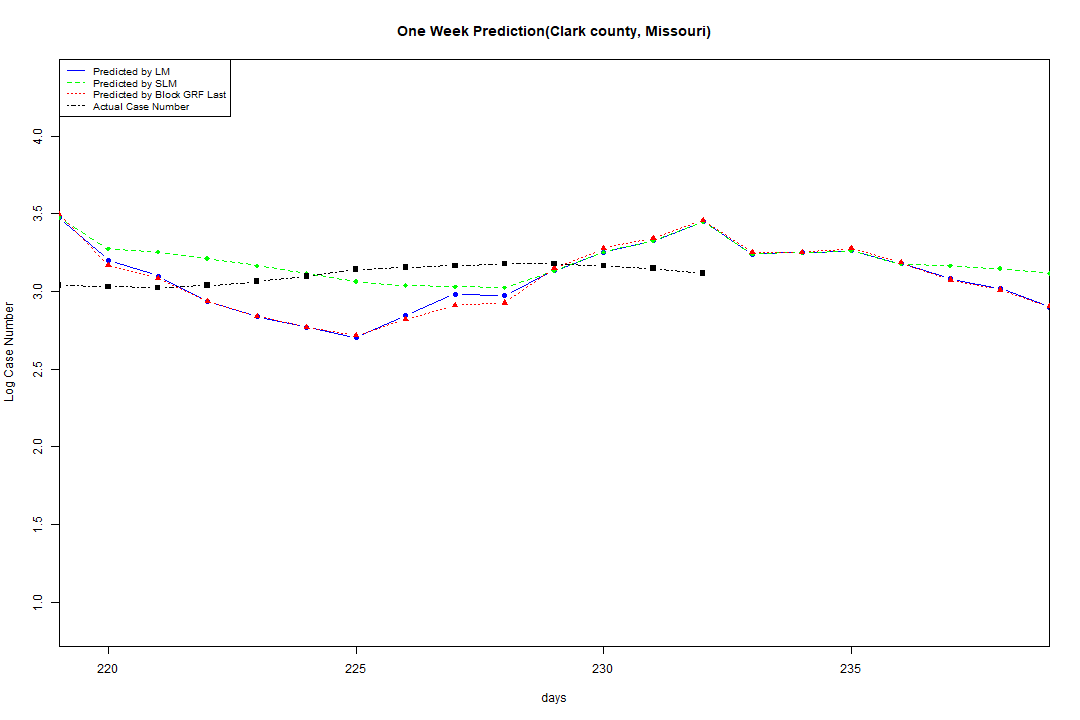 One Week Prediction(Clark county, Missouri)
Predicted by LM
Predicted by SLM
Predicted by Block GRF Last
Actual Case Number
4.0
3.5
3.0
2.5
2.0
1.5
1.0
Log Case Number
220 225 230 235
days